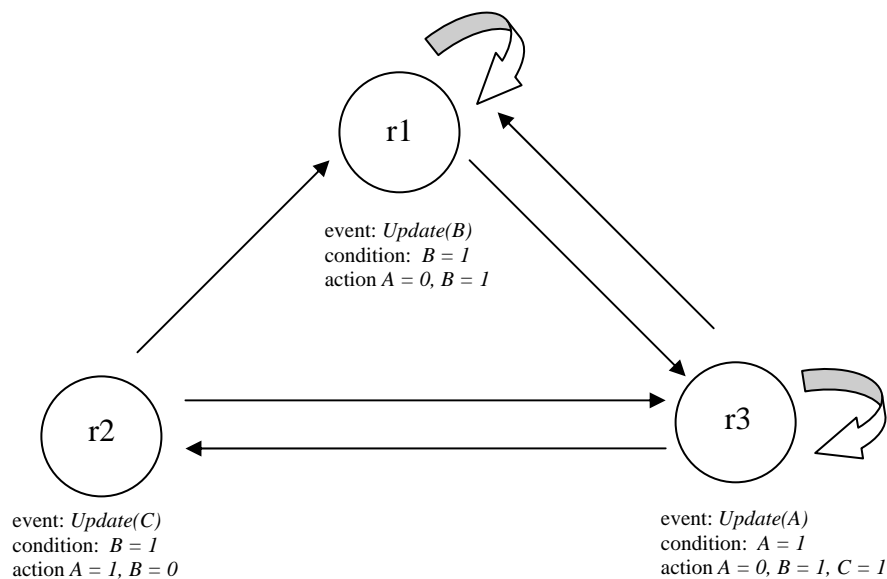 r1
event: Update(B)
condition: B = 1
action A = 0, B = 1
r2
event: Update(C)
condition: B = 1
action A = 1, B = 0
r3
event: Update(A)
condition: A = 1
action A = 0, B = 1, C = 1